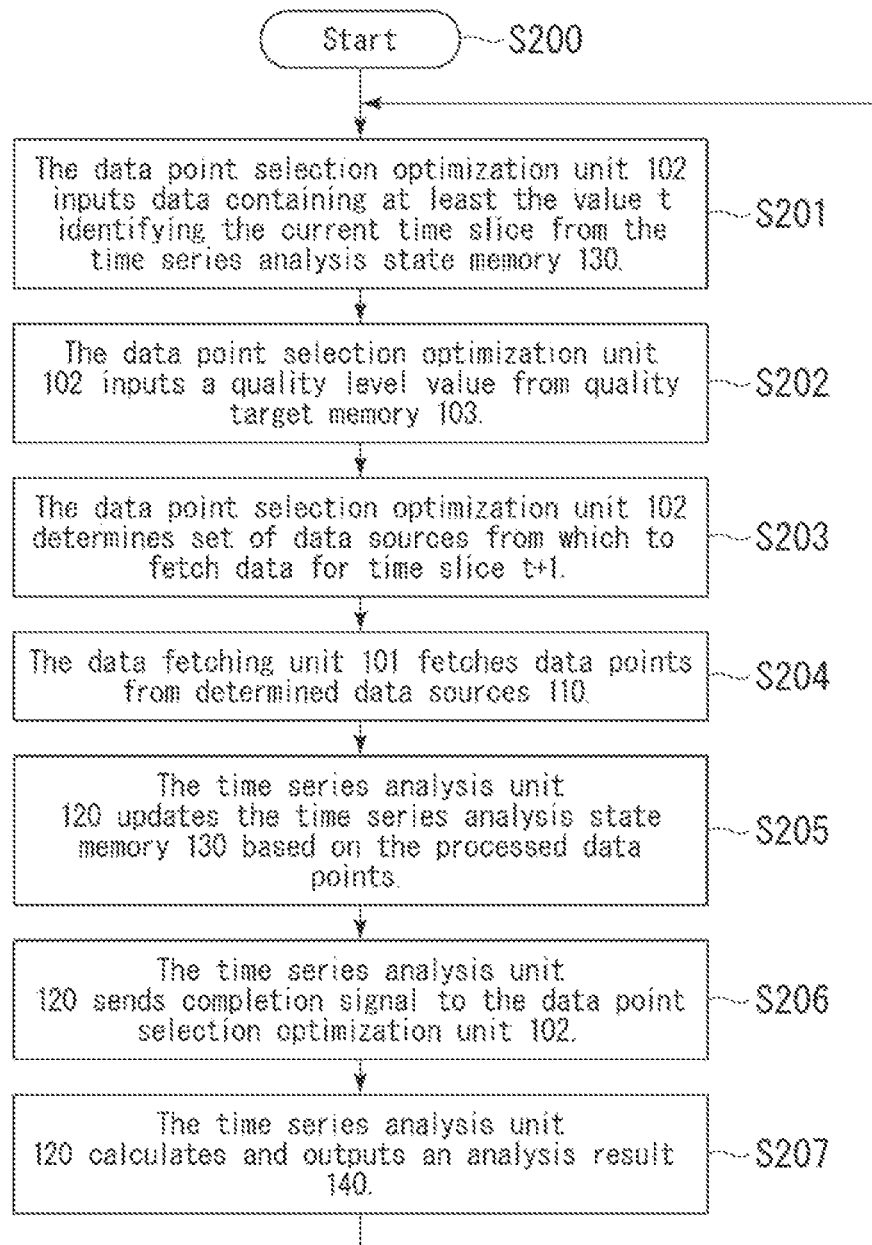 Start
S200
The data point selection optimization unit 102
inputs data containing at least the value t
identifying the current time slice from the
time series analysis state memory 130.
S201
The data point selection optimization unit
102 inputs a quality level value from quality
target memory 103.
S202
The data point selection optimization unit 102
determines set of data sources from which to
fetch data for time slice t+1.
S203
The data fetching unit 101 fetches data points
from determined data sources 110.
S204
The time series analysis unit
120 updates the time series analysis state
memory 130 based on the processed data
points.
S205
The time series analysis unit
120 sends completion signal to the data point
selection optimization unit 102.
S206
The time series analysis unit
120 calculates and outputs an analysis result
140.
S207